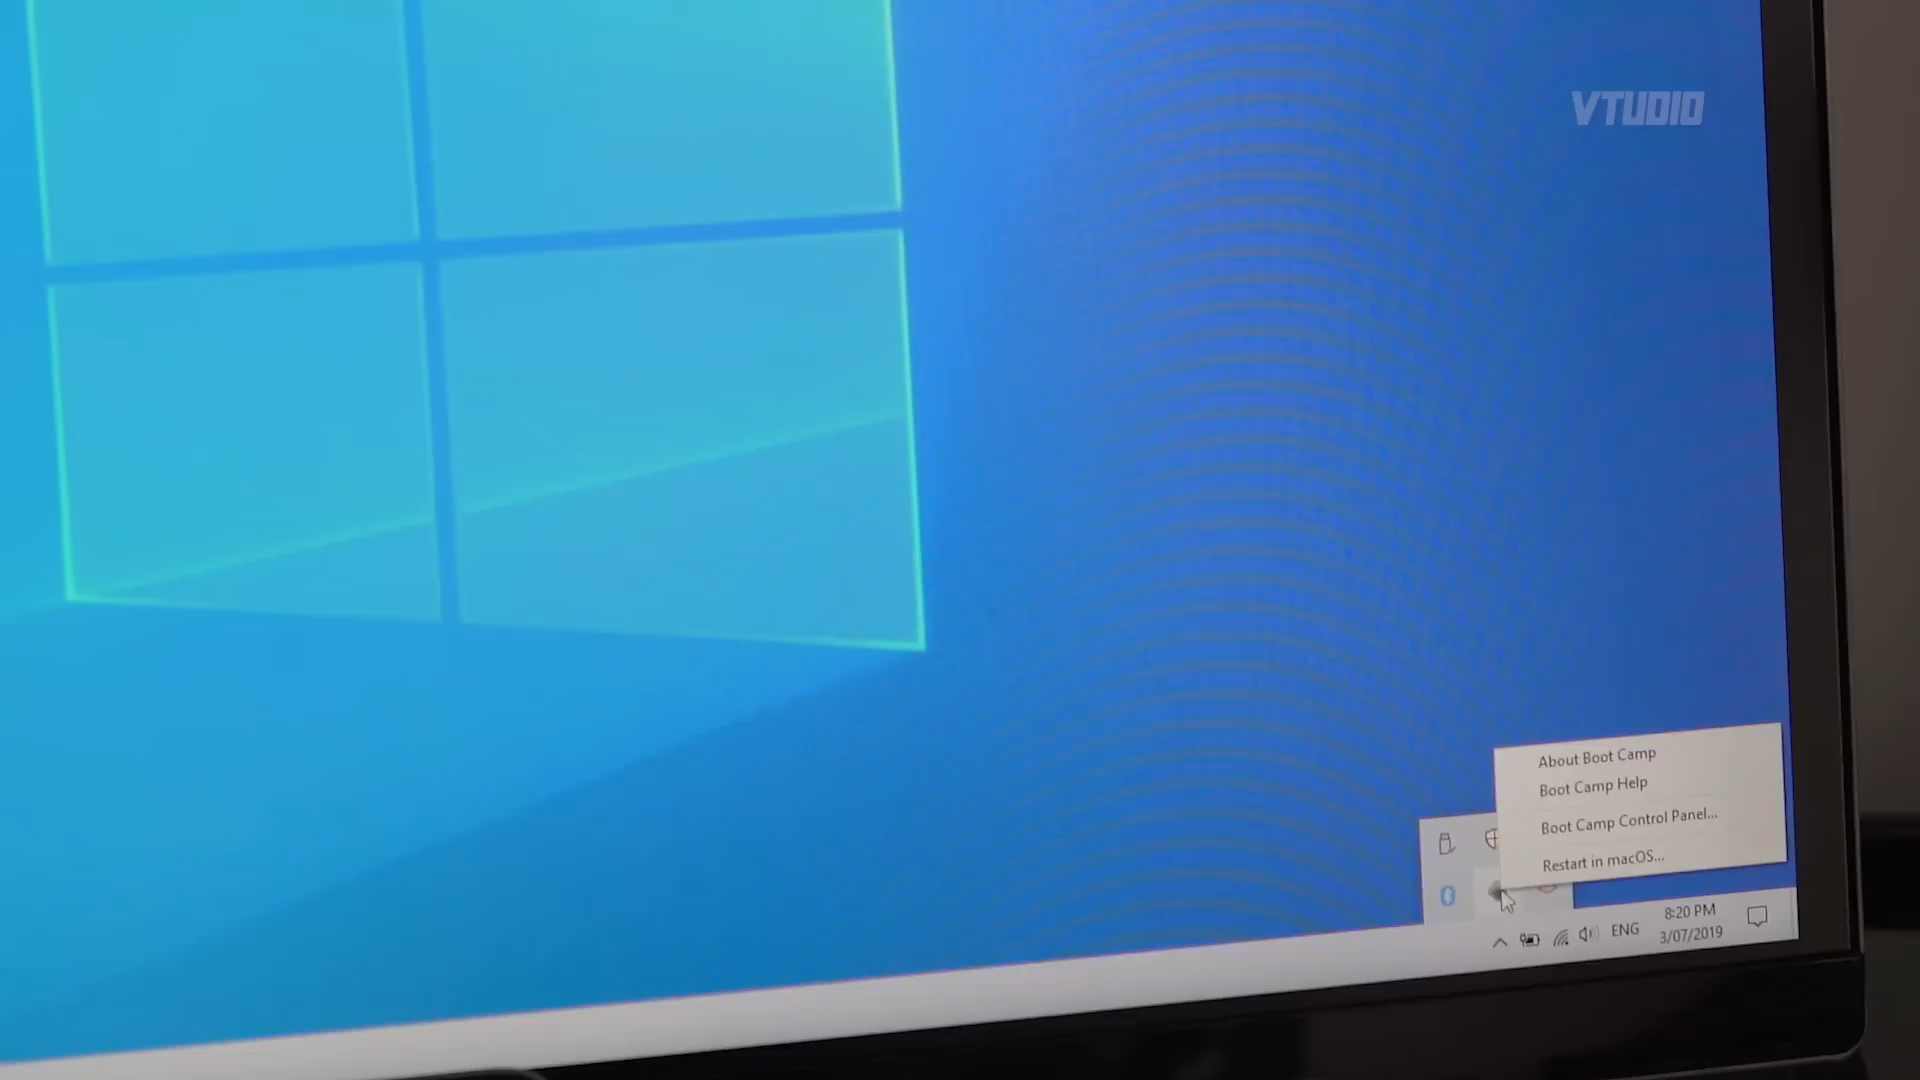 VTUDIO
About Boot Camp
Boot Camp Help
Boot Camp Control Panel...
Restart in macOS...
ENG
8:20 PM
3/07/2019